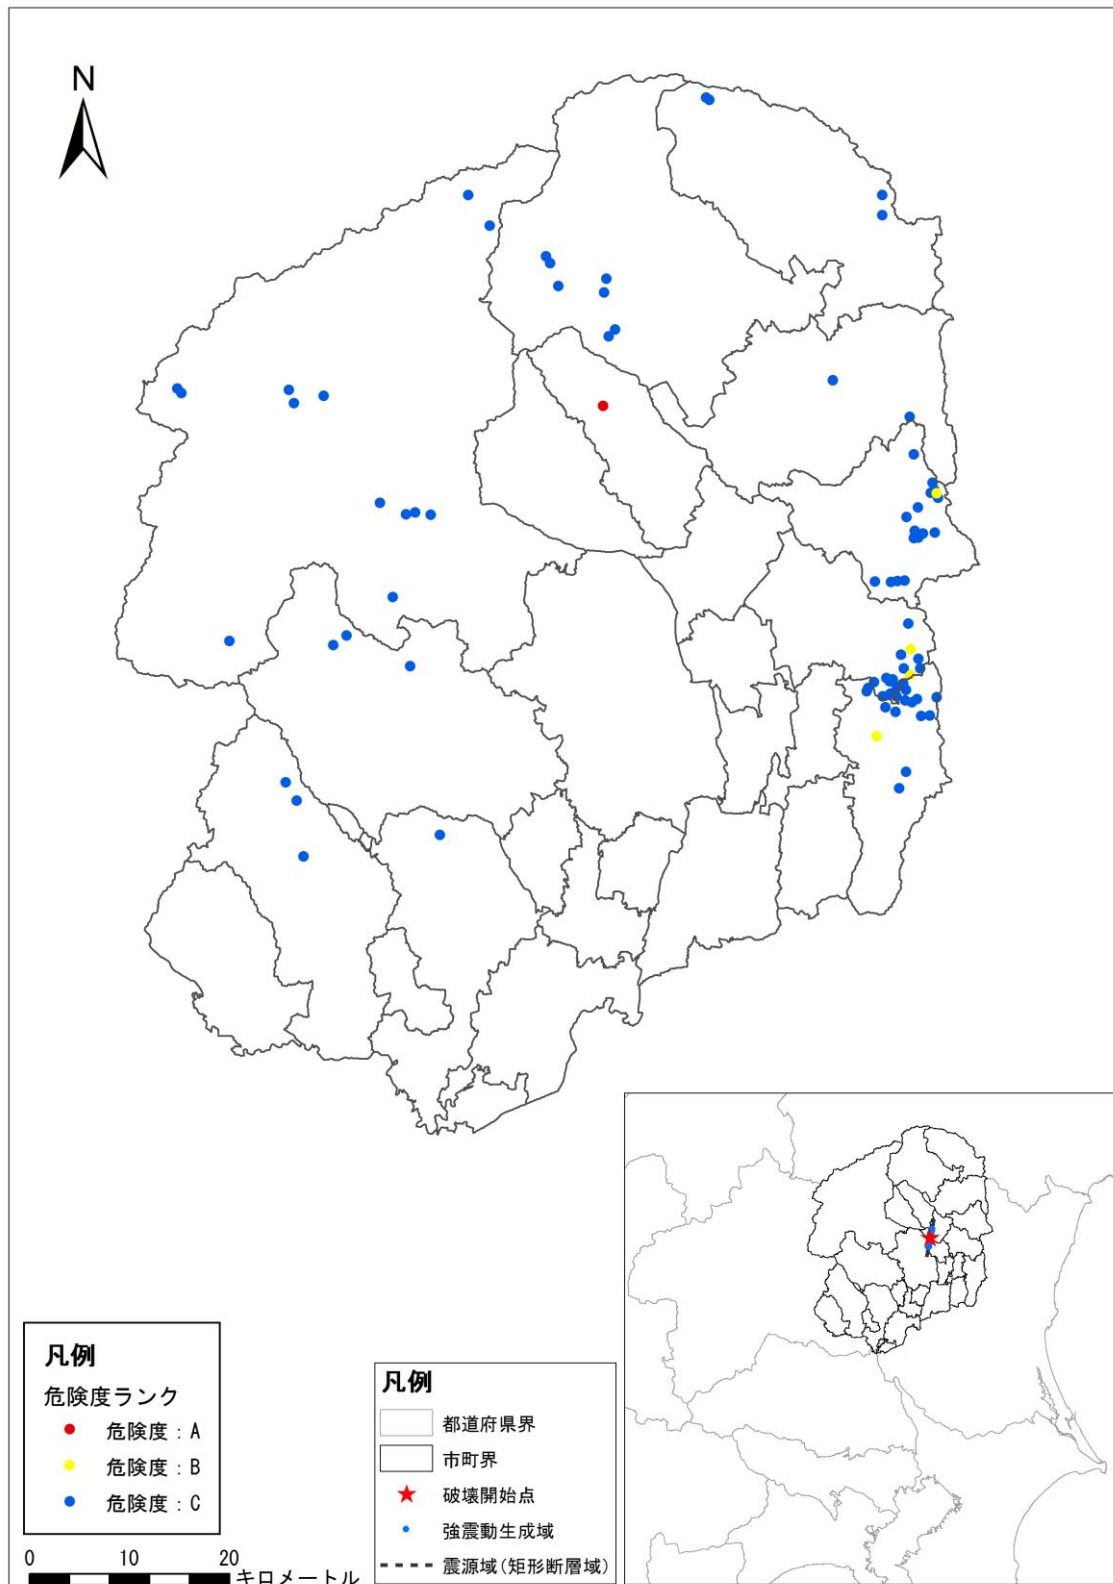 N
凡例
危険度ランク
危険度：A
危険度：B
危険度：C
0 10 20
キロメートル
凡例
都道府県界
市町界
破壊開始点
強震動生成域
震源域(矩形断層域)